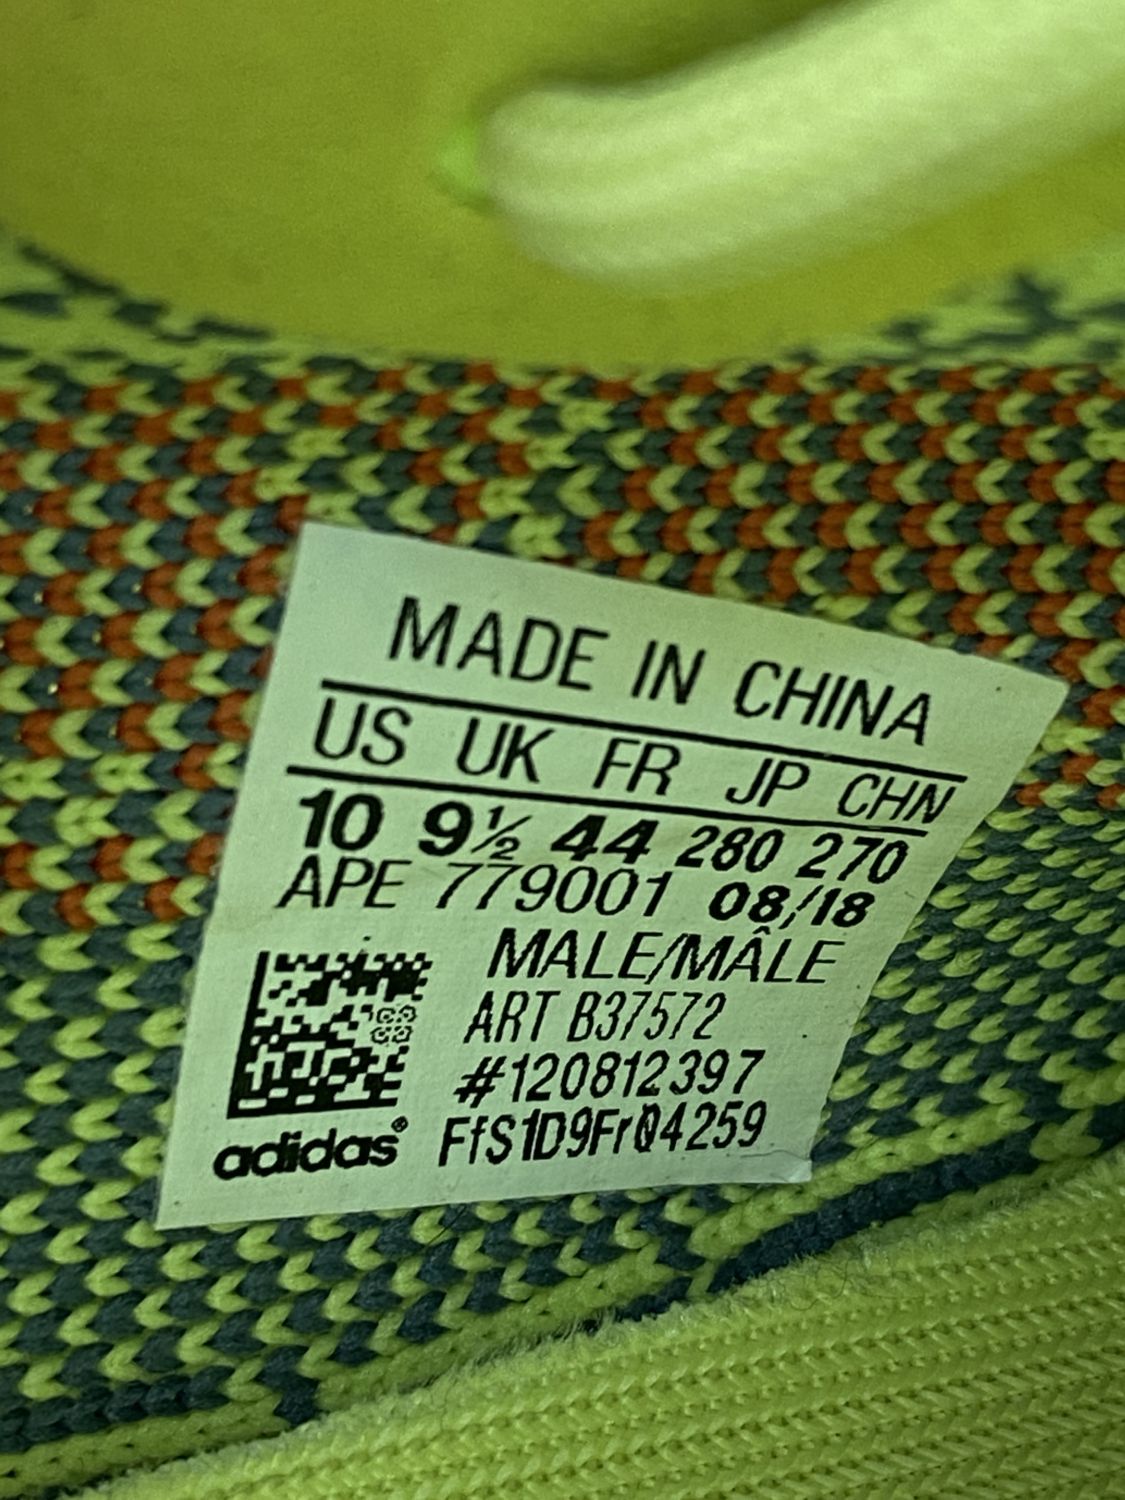 MADE IN CHINA
US UK FR JP CHN
10 9½ 44 280 270
APE 779001 08/18
MALE/MÂLE
ART B37572
#120812397
adidas® FfS1D9Fr04259